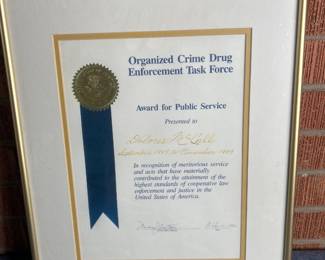 Organized Crime Drug
Enforcement Task Force
Award for Public Service
Presented to
In recognition of meritorious service
and acts that have materially
contributed to the attainment of the
highest standards of cooperative law
enforcement and justice in the
United States of America.